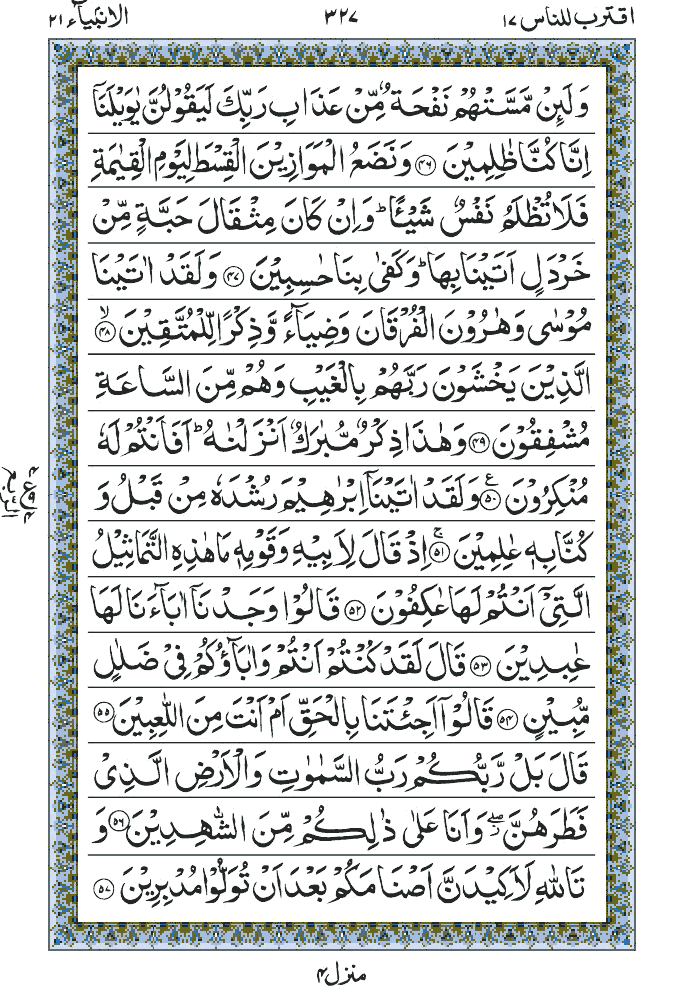 اقترب للناس ۱۷ ۳۲۷ الانبیآء ۲۱
وَلَئِنْ مَّسَّتْهُمْ نَفْحَةٌ مِّنْ عَذَابِ رَبِّكَ لَيَقُوْلُنَّ يٰوَيْلَنَاۤ
اِنَّا كُنَّا ظٰلِمِيْنَ ﴿۴۶﴾ وَنَضَعُ الْمَوَازِيْنَ الْقِسْطَ لِيَوْمِ الْقِيٰمَةِ
فَلَا تُظْلَمُ نَفْسٌ شَيْـًٔا ؕ وَاِنْ كَانَ مِثْقَالَ حَبَّةٍ مِّنْ
خَرْدَلٍ اَتَيْنَا بِهَا ؕ وَكَفٰى بِنَا حٰسِبِيْنَ ﴿۴۷﴾ وَلَقَدْ اٰتَيْنَا
مُوْسٰى وَهٰرُوْنَ الْفُرْقَانَ وَضِيَآءً وَّذِكْرًا لِّلْمُتَّقِيْنَ ۙ﴿۴۸﴾
الَّذِيْنَ يَخْشَوْنَ رَبَّهُمْ بِالْغَيْبِ وَهُمْ مِّنَ السَّاعَةِ
مُشْفِقُوْنَ ﴿۴۹﴾ وَهٰذَا ذِكْرٌ مُّبٰرَكٌ اَنْزَلْنٰهُ ؕ اَفَاَنْتُمْ لَهٗ
مُنْكِرُوْنَ ﴿۵۰﴾ ع وَلَقَدْ اٰتَيْنَاۤ اِبْرٰهِيْمَ رُشْدَهٗ مِنْ قَبْلُ وَ
كُنَّا بِهٖ عٰلِمِيْنَ ۚ﴿۵۱﴾ اِذْ قَالَ لِاَبِيْهِ وَقَوْمِهٖ مَا هٰذِهِ التَّمَاثِيْلُ
الَّتِيْۤ اَنْتُمْ لَهَا عٰكِفُوْنَ ﴿۵۲﴾ قَالُوْا وَجَدْنَاۤ اٰبَآءَنَا لَهَا
عٰبِدِيْنَ ﴿۵۳﴾ قَالَ لَقَدْ كُنْتُمْ اَنْتُمْ وَاٰبَآؤُكُمْ فِيْ ضَلٰلٍ
مُّبِيْنٍ ﴿۵۴﴾ قَالُوْۤا اَجِئْتَنَا بِالْحَقِّ اَمْ اَنْتَ مِنَ اللّٰعِبِيْنَ ﴿۵۵﴾
قَالَ بَلْ رَّبُّكُمْ رَبُّ السَّمٰوٰتِ وَالْاَرْضِ الَّذِيْ
فَطَرَهُنَّ ۖ وَاَنَا عَلٰى ذٰلِكُمْ مِّنَ الشّٰهِدِيْنَ ﴿۵۶﴾ وَ
تَاللّٰهِ لَاَكِيْدَنَّ اَصْنَامَكُمْ بَعْدَ اَنْ تُوَلُّوْا مُدْبِرِيْنَ ﴿۵۷﴾
منزل ۴